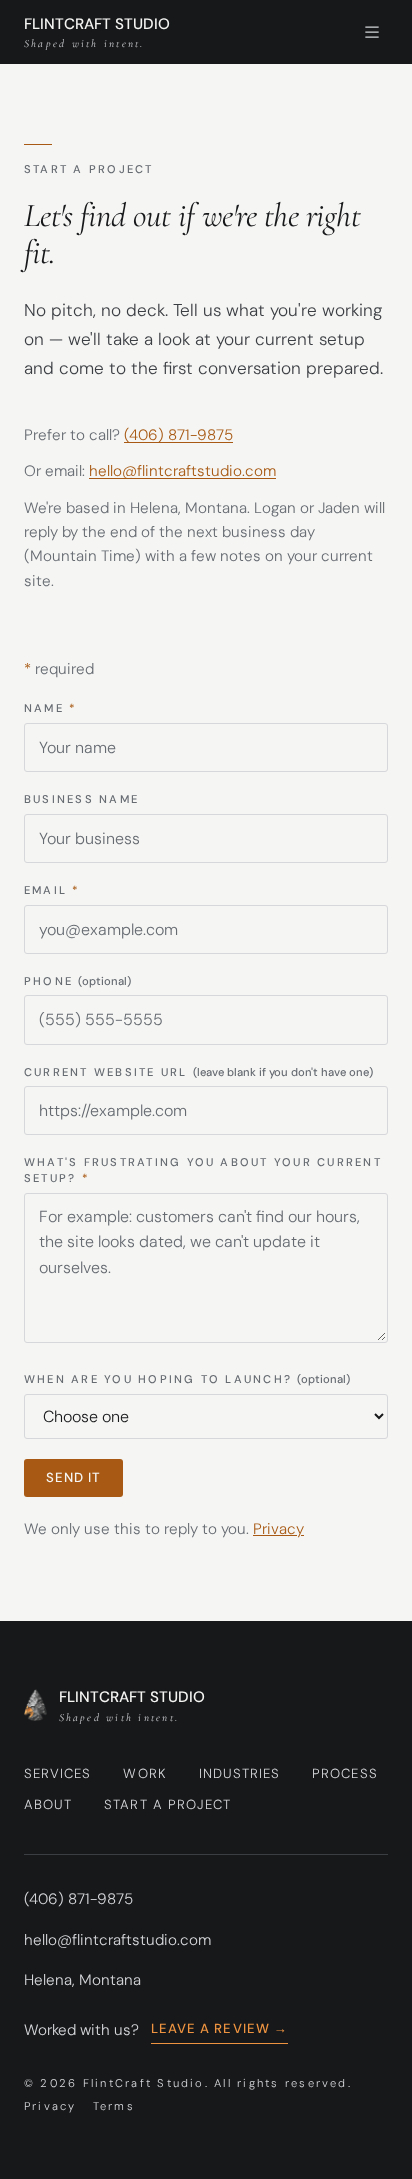 FLINTCRAFT STUDIO
Shaped with intent.
START A PROJECT
Let's find out if we're the right
fit.
No pitch, no deck. Tell us what you're working
on — we'll take a look at your current setup
and come to the first conversation prepared.
Prefer to call? (406) 871-9875
Or email: hello@flintcraftstudio.com
We're based in Helena, Montana. Logan or Jaden will
reply by the end of the next business day
(Mountain Time) with a few notes on your current
site.
* required
NAME *
Your name
BUSINESS NAME
Your business
EMAIL *
you@example.com
PHONE (optional)
(555) 555-5555
CURRENT WEBSITE URL (leave blank if you don't have one)
https://example.com
WHAT'S FRUSTRATING YOU ABOUT YOUR CURRENT
SETUP? *
For example: customers can't find our hours,
the site looks dated, we can't update it
ourselves.
WHEN ARE YOU HOPING TO LAUNCH? (optional)
Choose one
SEND IT
We only use this to reply to you. Privacy
FLINTCRAFT STUDIO
Shaped with intent.
SERVICES WORK INDUSTRIES PROCESS
ABOUT START A PROJECT
(406) 871-9875
hello@flintcraftstudio.com
Helena, Montana
Worked with us? LEAVE A REVIEW →
© 2026 FlintCraft Studio. All rights reserved.
Privacy Terms